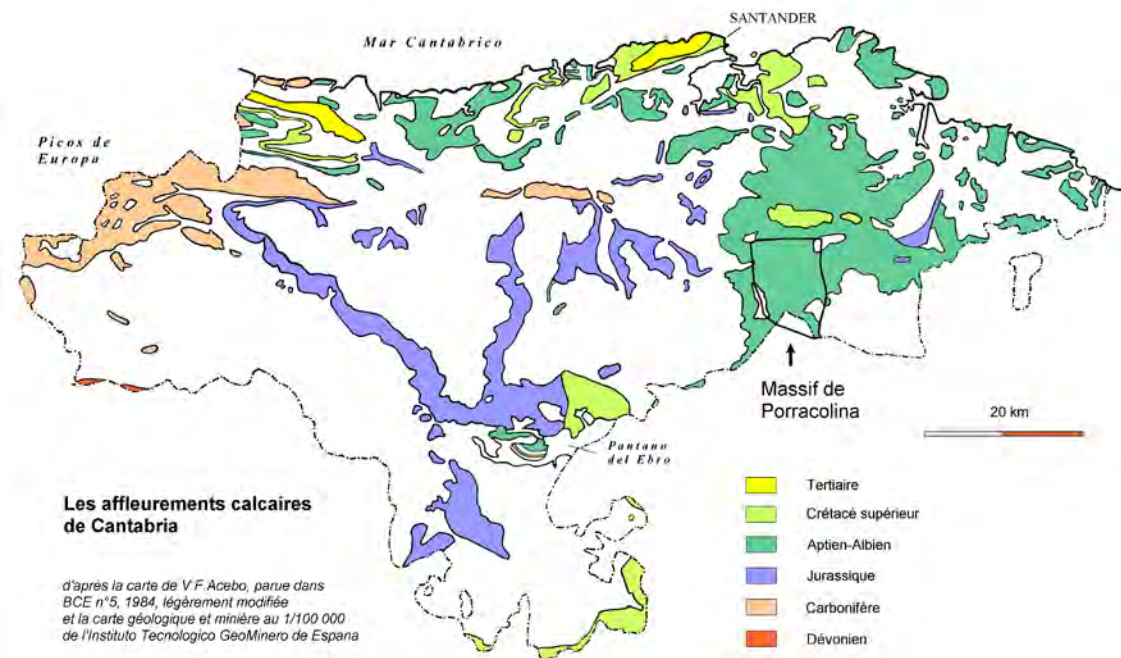 SANTANDER
Mar Cantabrico
Picos de
Europa
Massif de
Porracolina
20 km
Pantano
del Ebro
Les affleurements calcaires
de Cantabria
d'après la carte de V F Acebo, parue dans
BCE n°5, 1984, légèrement modifiée
et la carte géologique et minière au 1/100 000
de l'Instituto Tecnologico GeoMinero de Espana
Tertiaire
Crétacé supérieur
Aptien-Albien
Jurassique
Carbonifère
Dévonien